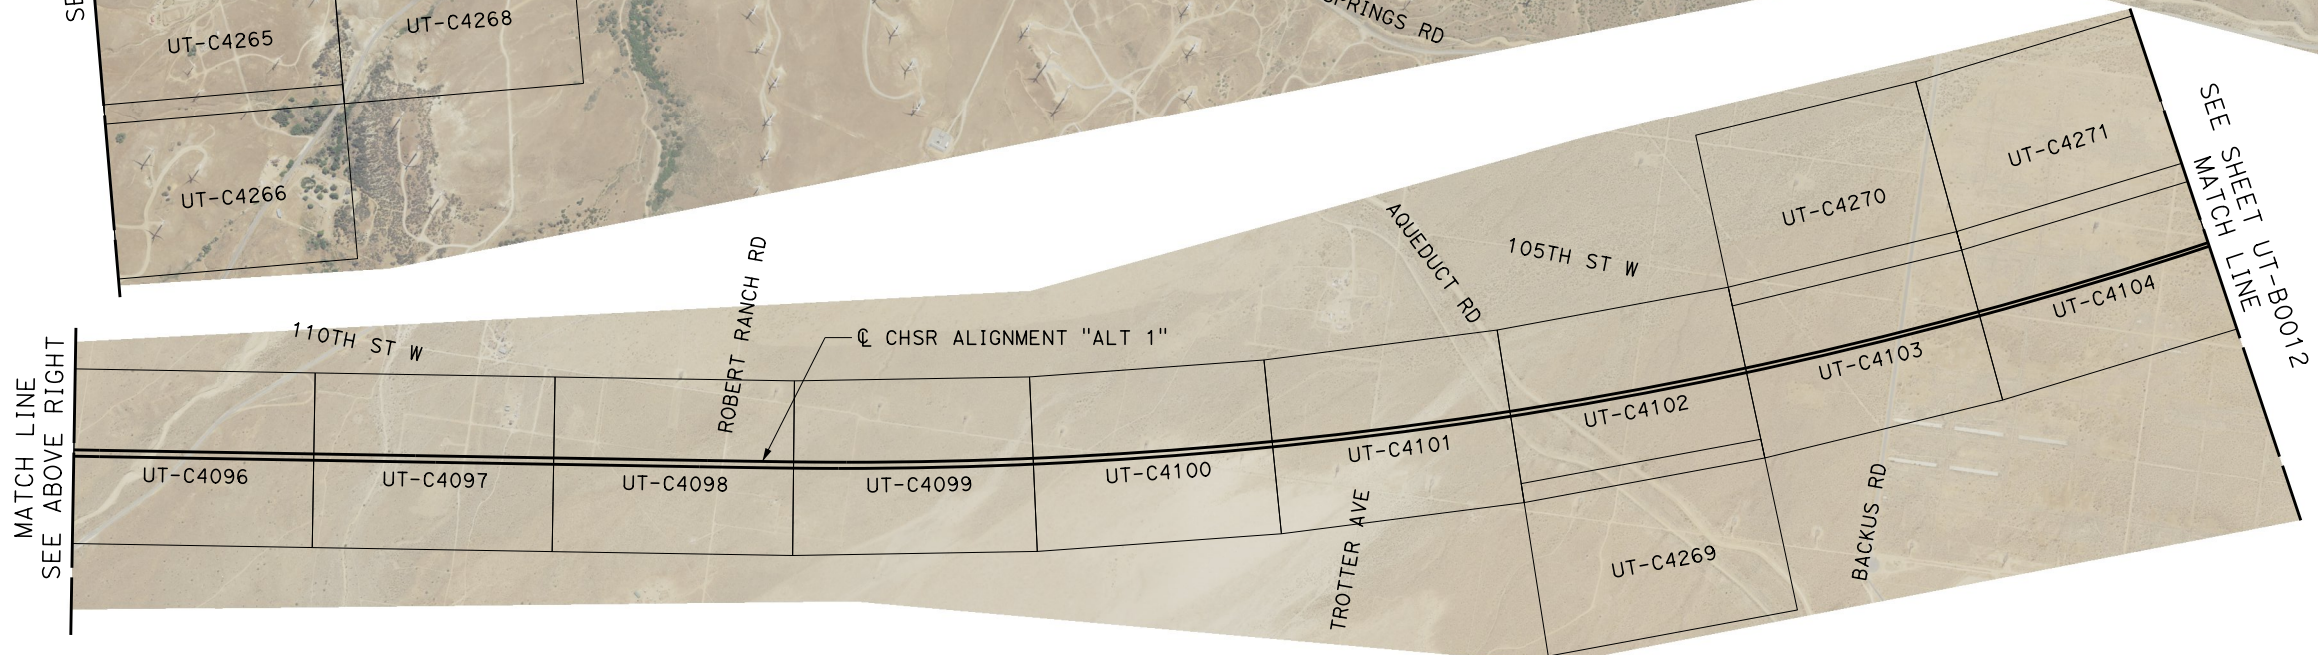 UT-C4265
UT-C4268
RD
UT-C4266
SEE SHEET UT-B0012
MATCH LINE
UT-C4271
UT-C4270
AQUEDUCT RD
105TH ST W
ROBERT RANCH RD
110TH ST W
℄ CHSR ALIGNMENT "ALT 1"
MATCH LINE
SEE ABOVE RIGHT
UT-C4096
UT-C4097
UT-C4098
UT-C4099
UT-C4100
UT-C4101
UT-C4102
UT-C4103
UT-C4104
TROTTER AVE
UT-C4269
BACKUS RD